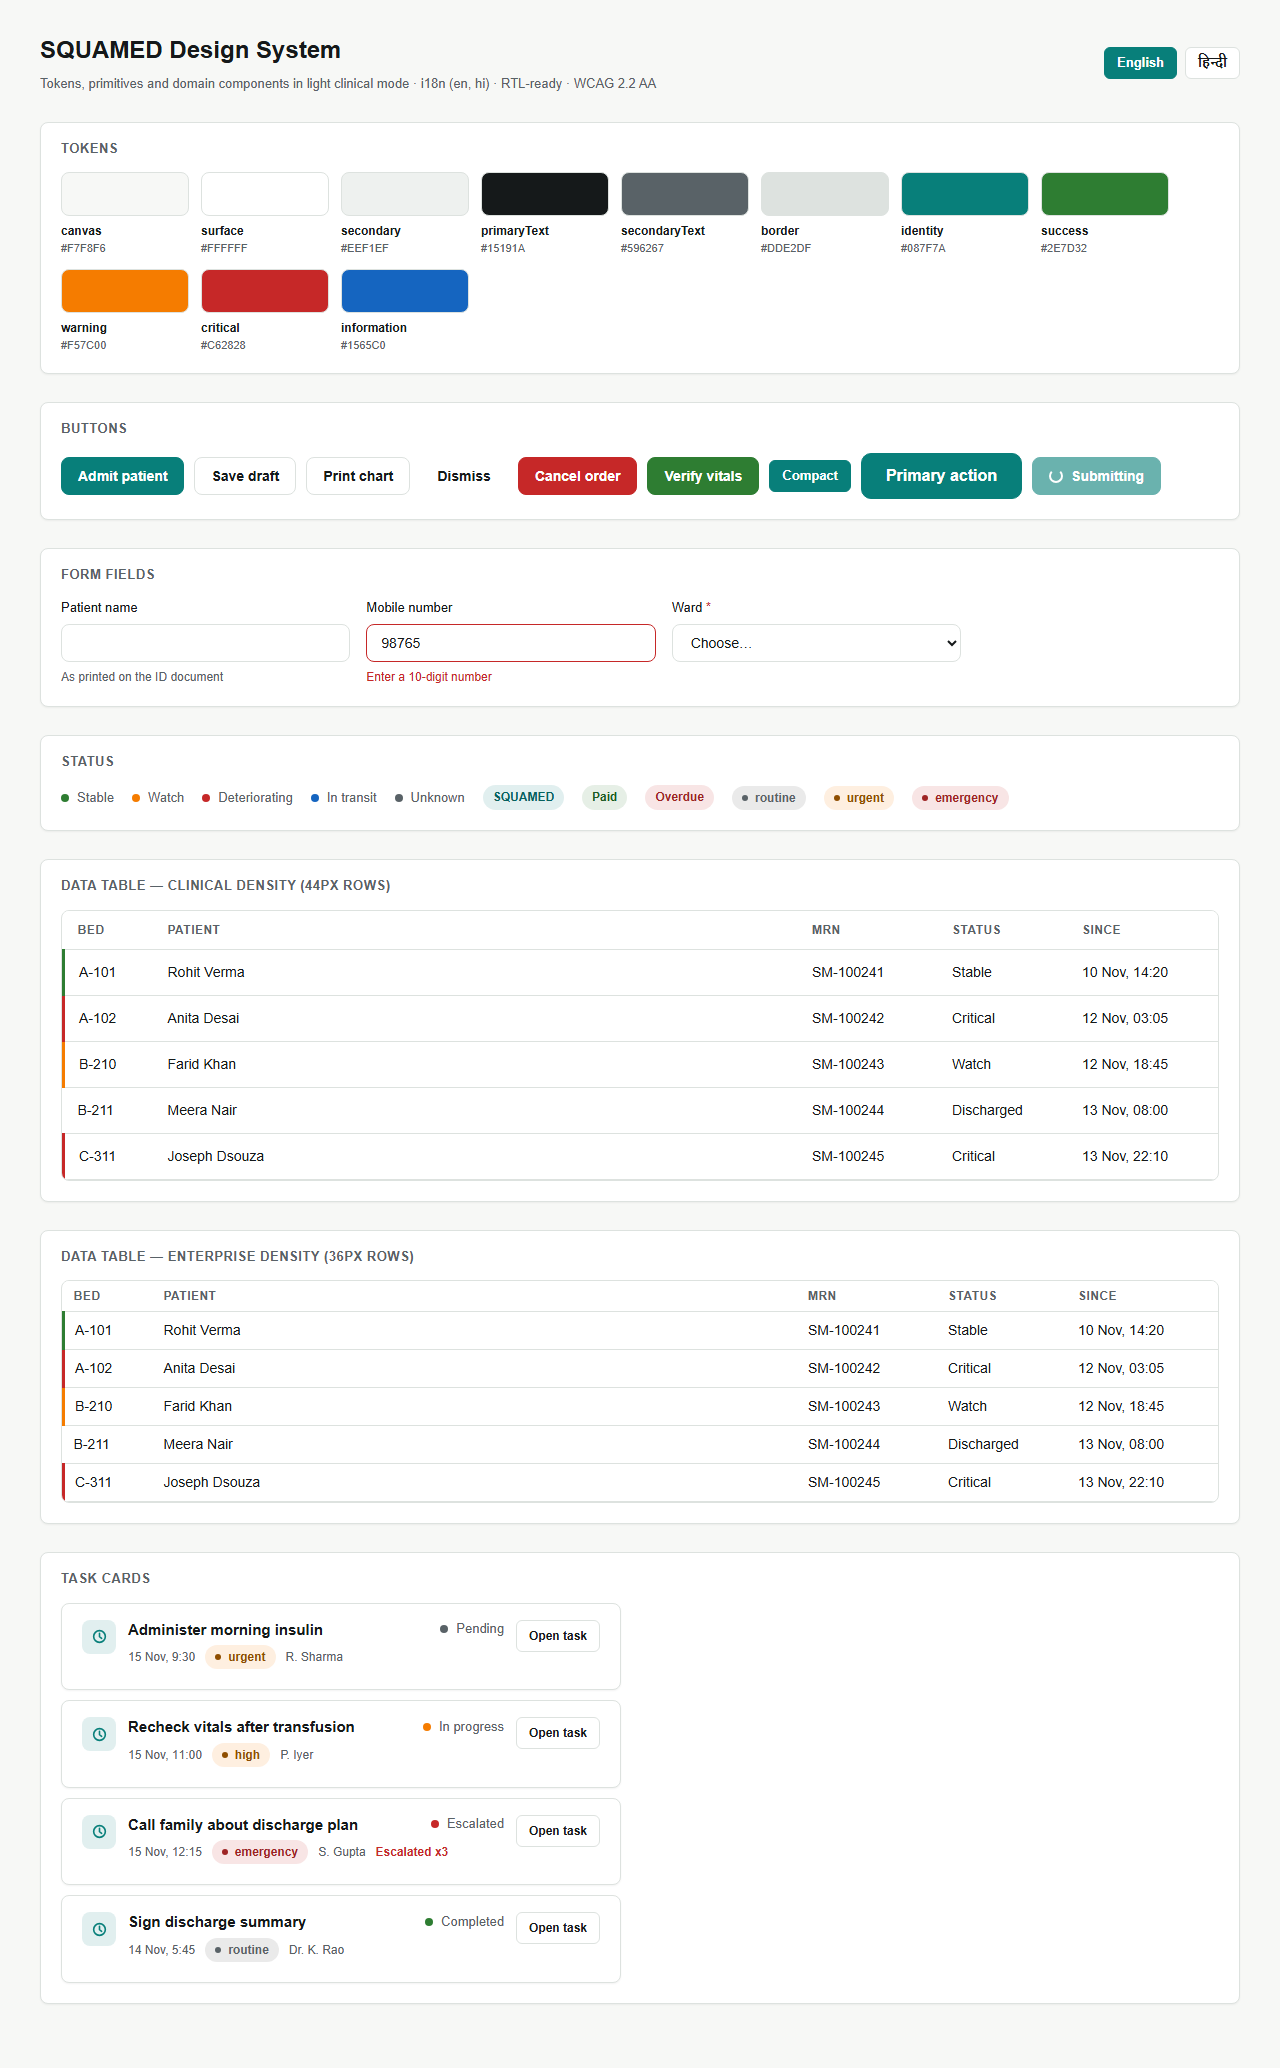 SQUAMED Design System
Tokens, primitives and domain components in light clinical mode · i18n (en, hi) · RTL-ready · WCAG 2.2 AA
English
हिन्दी
TOKENS
canvas
#F7F8F6
surface
#FFFFFF
secondary
#EEF1EF
primaryText
#15191A
secondaryText
#596267
border
#DDE2DF
identity
#087F7A
success
#2E7D32
warning
#F57C00
critical
#C62828
information
#1565C0
BUTTONS
Admit patient
Save draft
Print chart
Dismiss
Cancel order
Verify vitals
Compact
Primary action
Submitting
FORM FIELDS
Patient name
As printed on the ID document
Mobile number
98765
Enter a 10-digit number
Ward *
Choose...
STATUS
Stable
Watch
Deteriorating
In transit
Unknown
SQUAMED
Paid
Overdue
routine
urgent
emergency
DATA TABLE — CLINICAL DENSITY (44PX ROWS)
BED PATIENT MRN STATUS SINCE
A-101 Rohit Verma SM-100241 Stable 10 Nov, 14:20
A-102 Anita Desai SM-100242 Critical 12 Nov, 03:05
B-210 Farid Khan SM-100243 Watch 12 Nov, 18:45
B-211 Meera Nair SM-100244 Discharged 13 Nov, 08:00
C-311 Joseph Dsouza SM-100245 Critical 13 Nov, 22:10
DATA TABLE — ENTERPRISE DENSITY (36PX ROWS)
BED PATIENT MRN STATUS SINCE
A-101 Rohit Verma SM-100241 Stable 10 Nov, 14:20
A-102 Anita Desai SM-100242 Critical 12 Nov, 03:05
B-210 Farid Khan SM-100243 Watch 12 Nov, 18:45
B-211 Meera Nair SM-100244 Discharged 13 Nov, 08:00
C-311 Joseph Dsouza SM-100245 Critical 13 Nov, 22:10
TASK CARDS
Administer morning insulin
15 Nov, 9:30 urgent R. Sharma
Pending
Open task
Recheck vitals after transfusion
15 Nov, 11:00 high P. Iyer
In progress
Open task
Call family about discharge plan
15 Nov, 12:15 emergency S. Gupta Escalated x3
Escalated
Open task
Sign discharge summary
14 Nov, 5:45 routine Dr. K. Rao
Completed
Open task